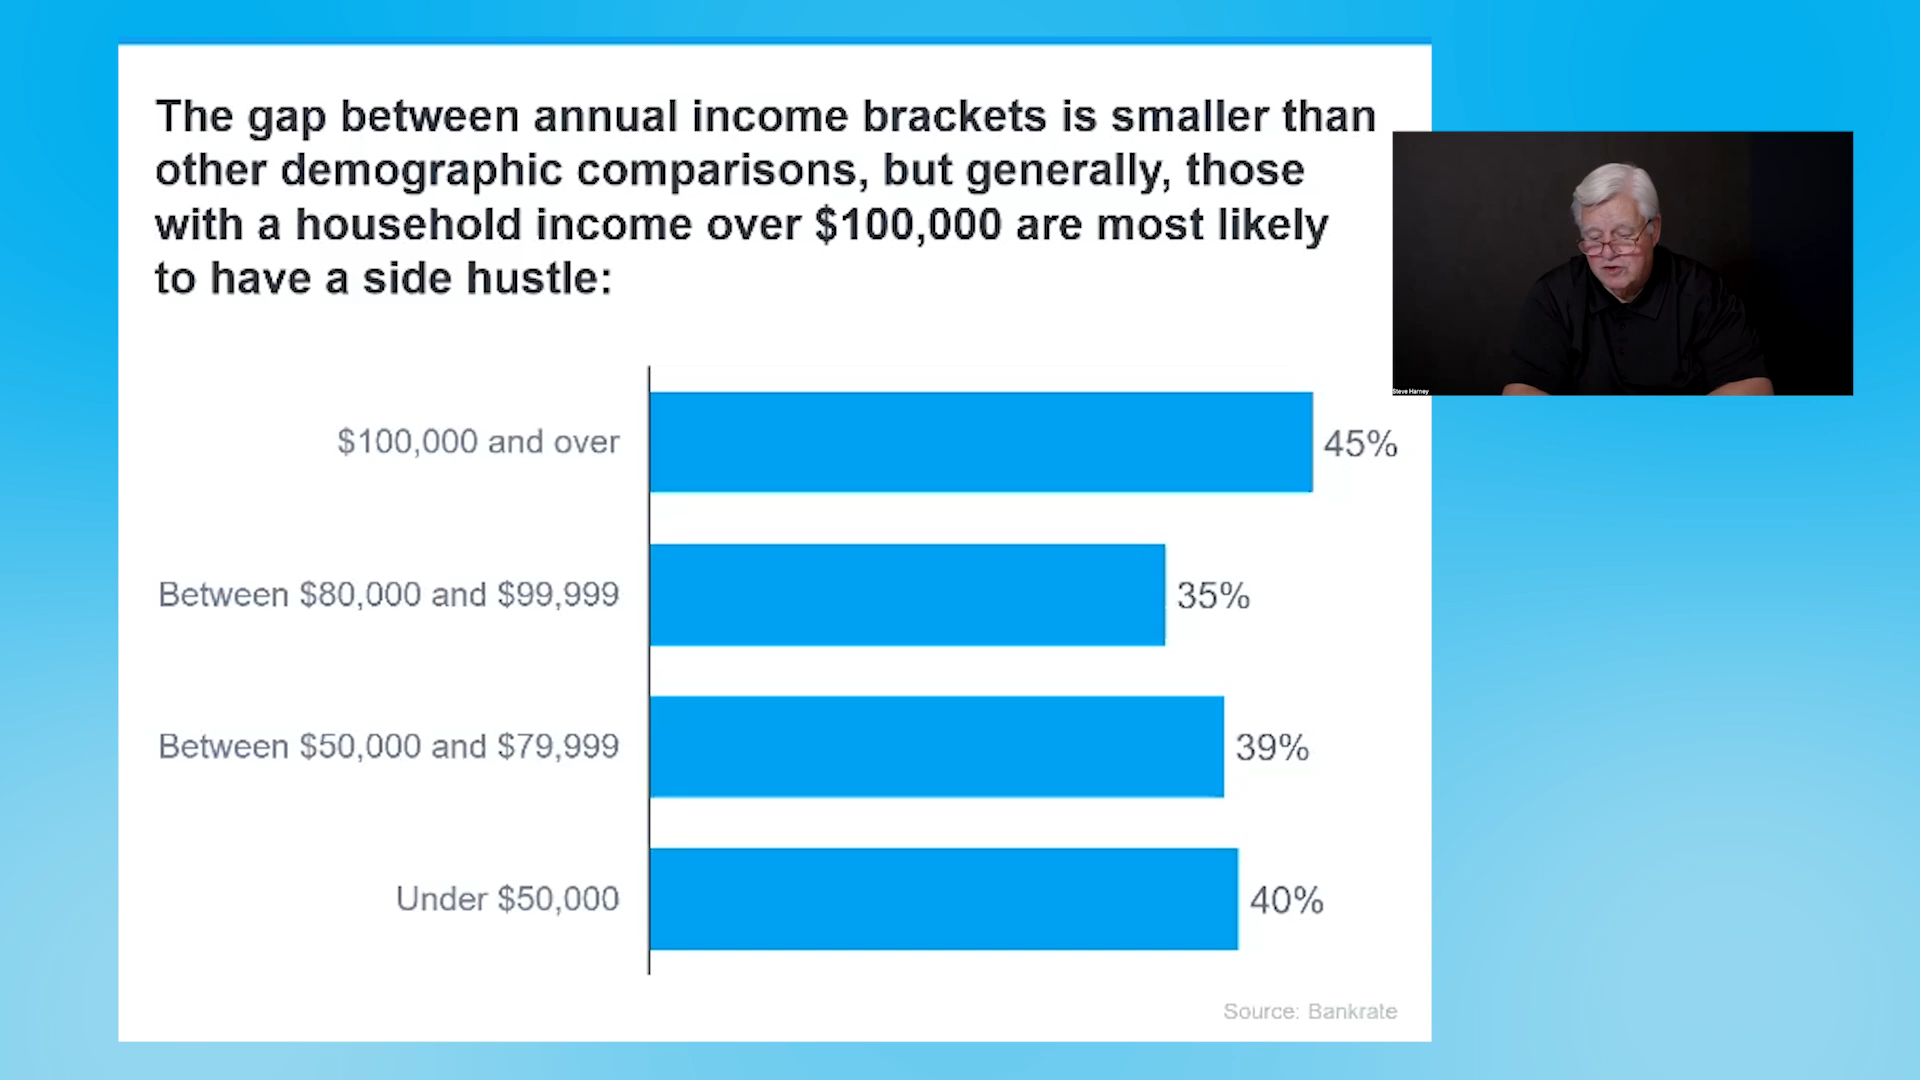 The gap between annual income brackets is smaller than
other demographic comparisons, but generally, those
with a household income over $100,000 are most likely
to have a side hustle:
$100,000 and over 45%
Between $80,000 and $99,999 35%
Between $50,000 and $79,999 39%
Under $50,000 40%
Source: Bankrate
Steve Harney